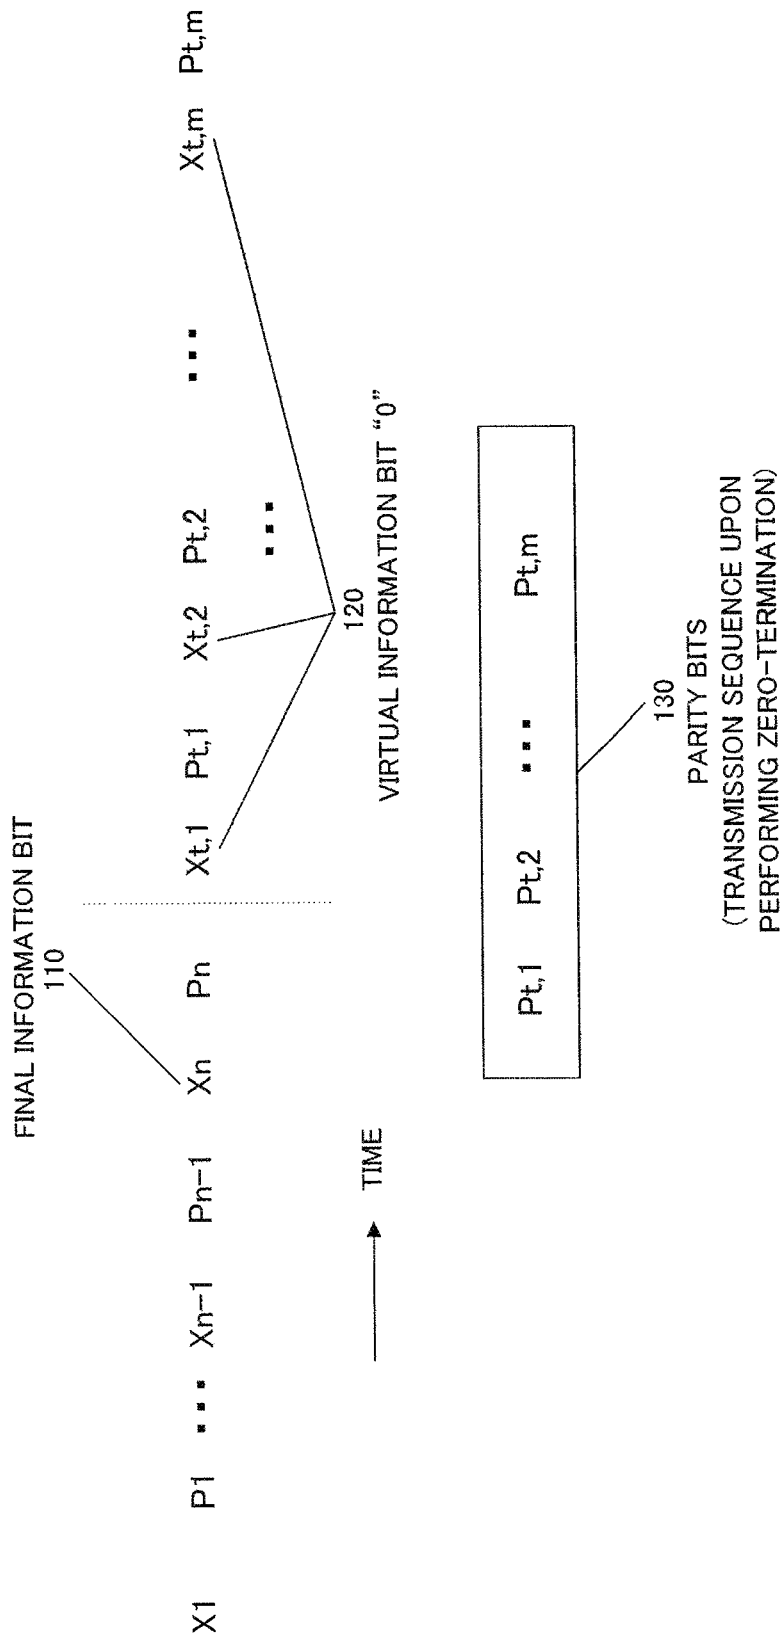 FINAL INFORMATION BIT
110
X1 P1 ▪▪▪ Xn-1 Pn-1 Xn Pn Xt,1 Pt,1 Xt,2 Pt,2 ▪▪▪ Xt,m Pt,m
▪▪▪
TIME
120
VIRTUAL INFORMATION BIT “0”
Pt,1 Pt,2 ▪▪▪ Pt,m
130
PARITY BITS
(TRANSMISSION SEQUENCE UPON
PERFORMING ZERO-TERMINATION)